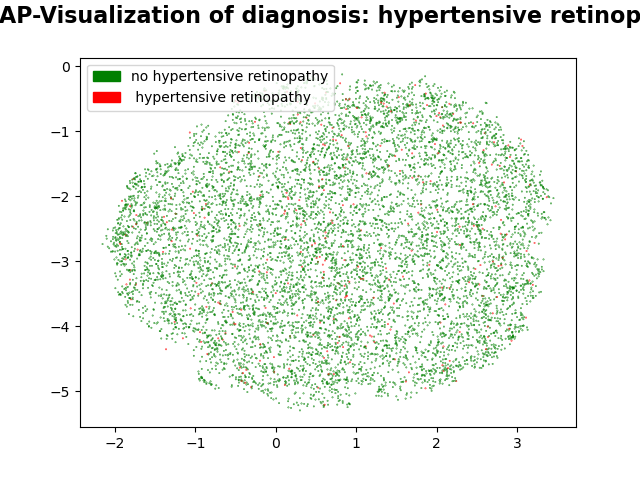 AP-Visualization of diagnosis: hypertensive retinop
no hypertensive retinopathy
hypertensive retinopathy
0
−1
−2
−3
−4
−5
−2 −1 0 1 2 3